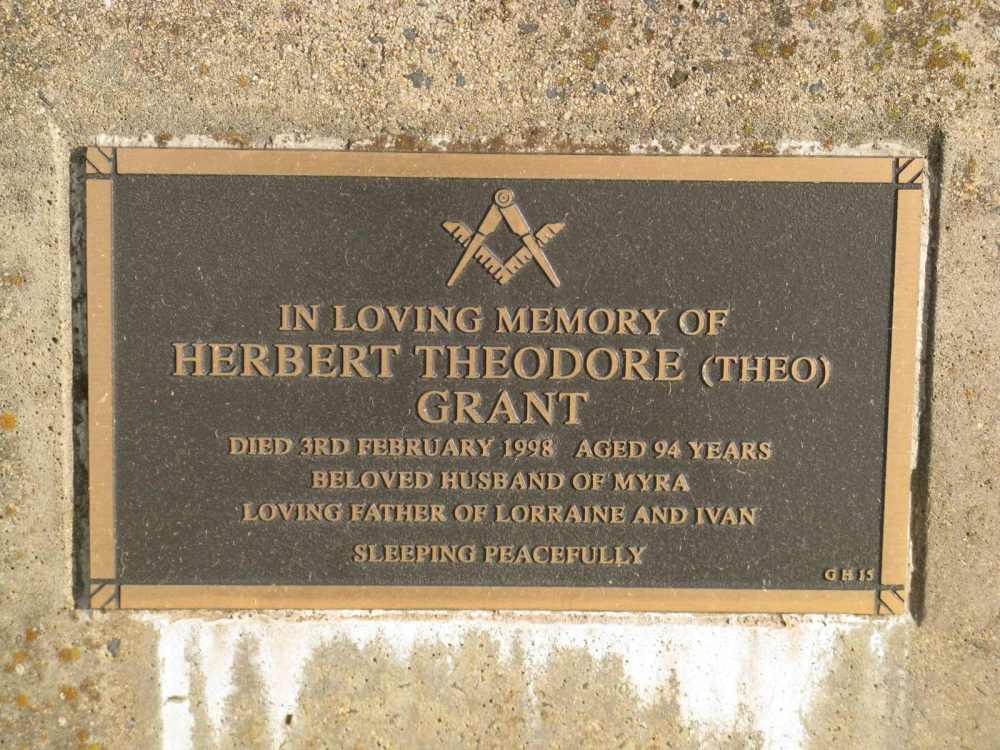 IN LOVING MEMORY OF
HERBERT THEODORE (THEO)
GRANT
DIED 3RD FEBRUARY 1998 AGED 94 YEARS
BELOVED HUSBAND OF MYRA
LOVING FATHER OF LORRAINE AND IVAN
SLEEPING PEACEFULLY
G H 15